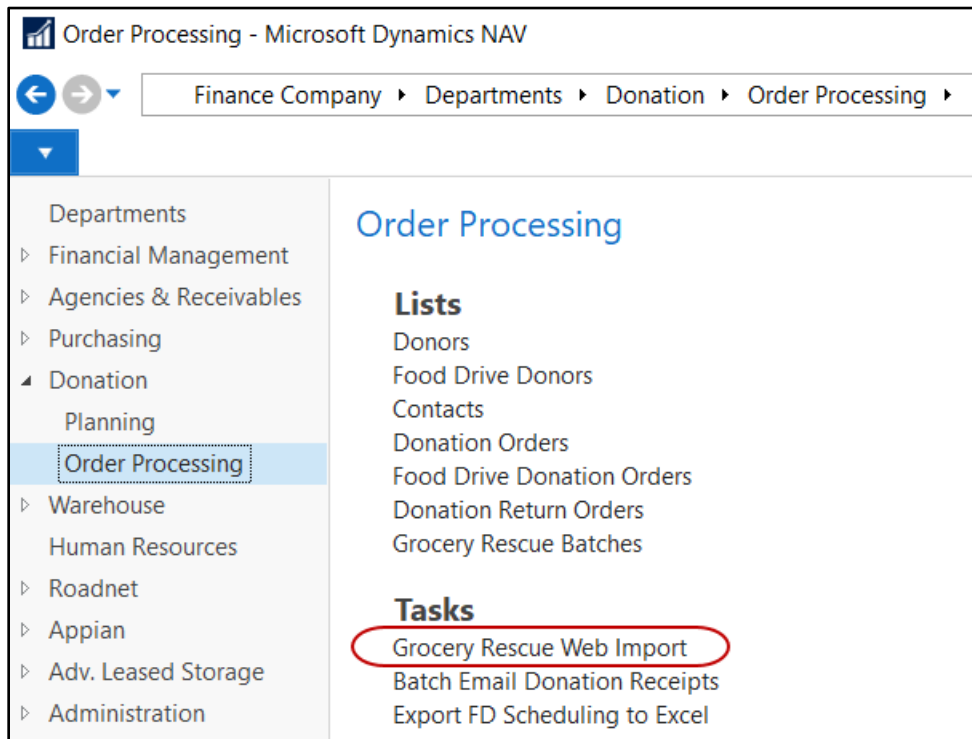 Order Processing - Microsoft Dynamics NAV
Finance Company Departments Donation Order Processing
Departments
Financial Management
Agencies & Receivables
Purchasing
Donation
Planning
Order Processing
Warehouse
Human Resources
Roadnet
Appian
Adv. Leased Storage
Administration
Order Processing
Lists
Donors
Food Drive Donors
Contacts
Donation Orders
Food Drive Donation Orders
Donation Return Orders
Grocery Rescue Batches
Tasks
Grocery Rescue Web Import
Batch Email Donation Receipts
Export FD Scheduling to Excel